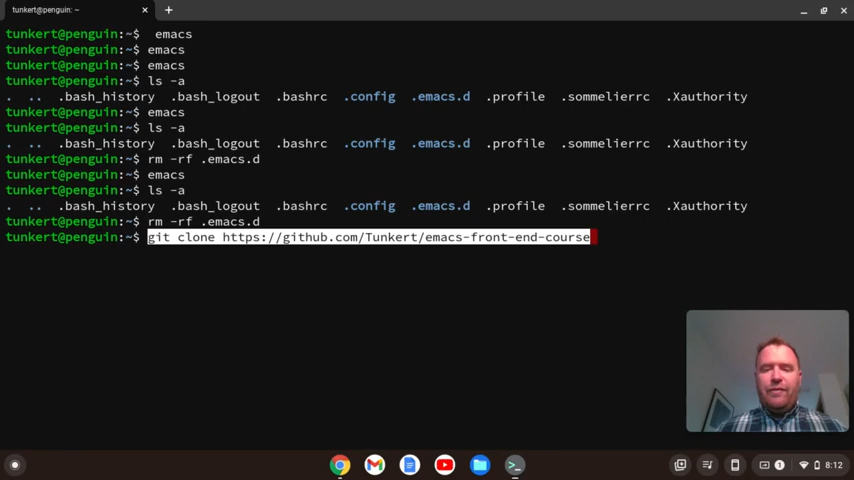 tunkert@penguin: ~
tunkert@penguin:~$  emacs
tunkert@penguin:~$ emacs
tunkert@penguin:~$ emacs
tunkert@penguin:~$ ls -a
.  ..  .bash_history  .bash_logout  .bashrc  .config  .emacs.d  .profile  .sommelierrc  .Xauthority
tunkert@penguin:~$ emacs
tunkert@penguin:~$ ls -a
.  ..  .bash_history  .bash_logout  .bashrc  .config  .emacs.d  .profile  .sommelierrc  .Xauthority
tunkert@penguin:~$ rm -rf .emacs.d
tunkert@penguin:~$ emacs
tunkert@penguin:~$ ls -a
.  ..  .bash_history  .bash_logout  .bashrc  .config  .emacs.d  .profile  .sommelierrc  .Xauthority
tunkert@penguin:~$ rm -rf .emacs.d
tunkert@penguin:~$ git clone https://github.com/Tunkert/emacs-front-end-course
1 8:12